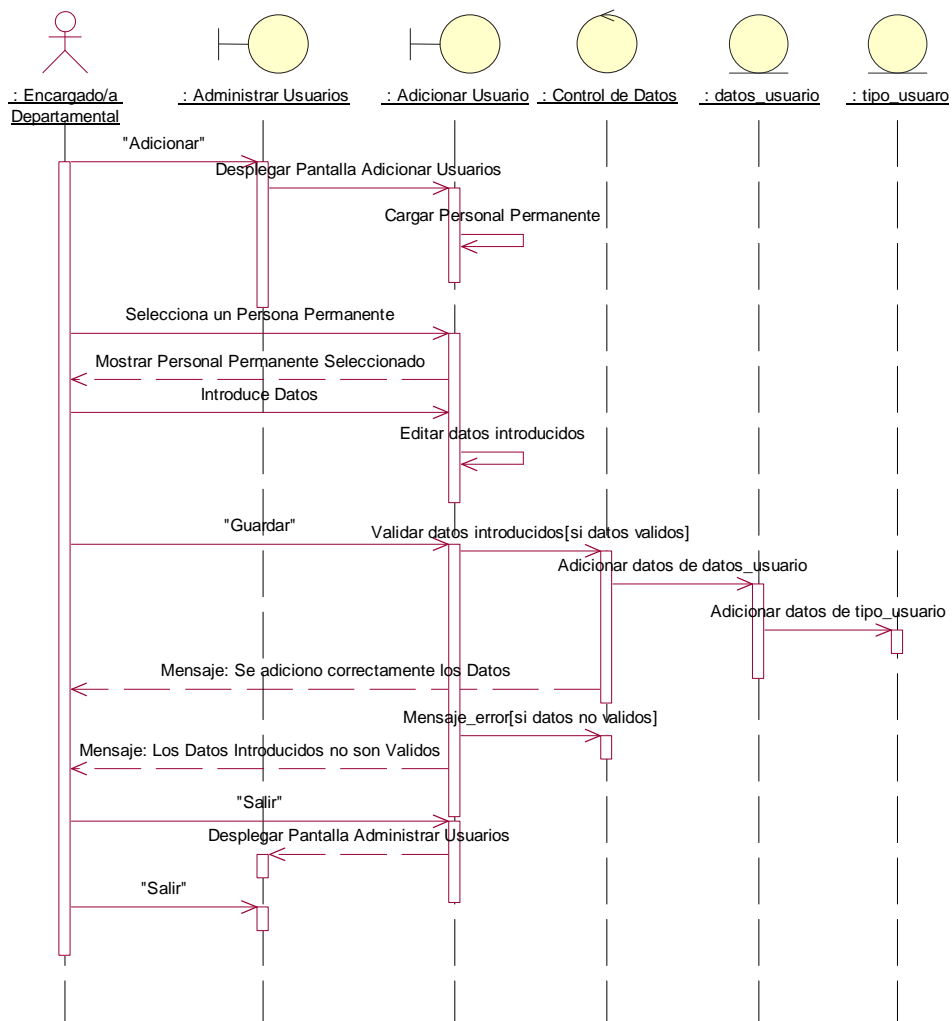 : Encargado/a
Departamental
: Administrar Usuarios
: Adicionar Usuario
: Control de Datos
: datos_usuario
: tipo_usuaro
"Adicionar"
Desplegar Pantalla Adicionar Usuarios
Cargar Personal Permanente
Selecciona un Persona Permanente
Mostrar Personal Permanente Seleccionado
Introduce Datos
Editar datos introducidos
"Guardar"
Validar datos introducidos[si datos validos]
Adicionar datos de datos_usuario
Adicionar datos de tipo_usuario
Mensaje: Se adiciono correctamente los Datos
Mensaje_error[si datos no validos]
Mensaje: Los Datos Introducidos no son Validos
"Salir"
Desplegar Pantalla Administrar Usuarios
"Salir"